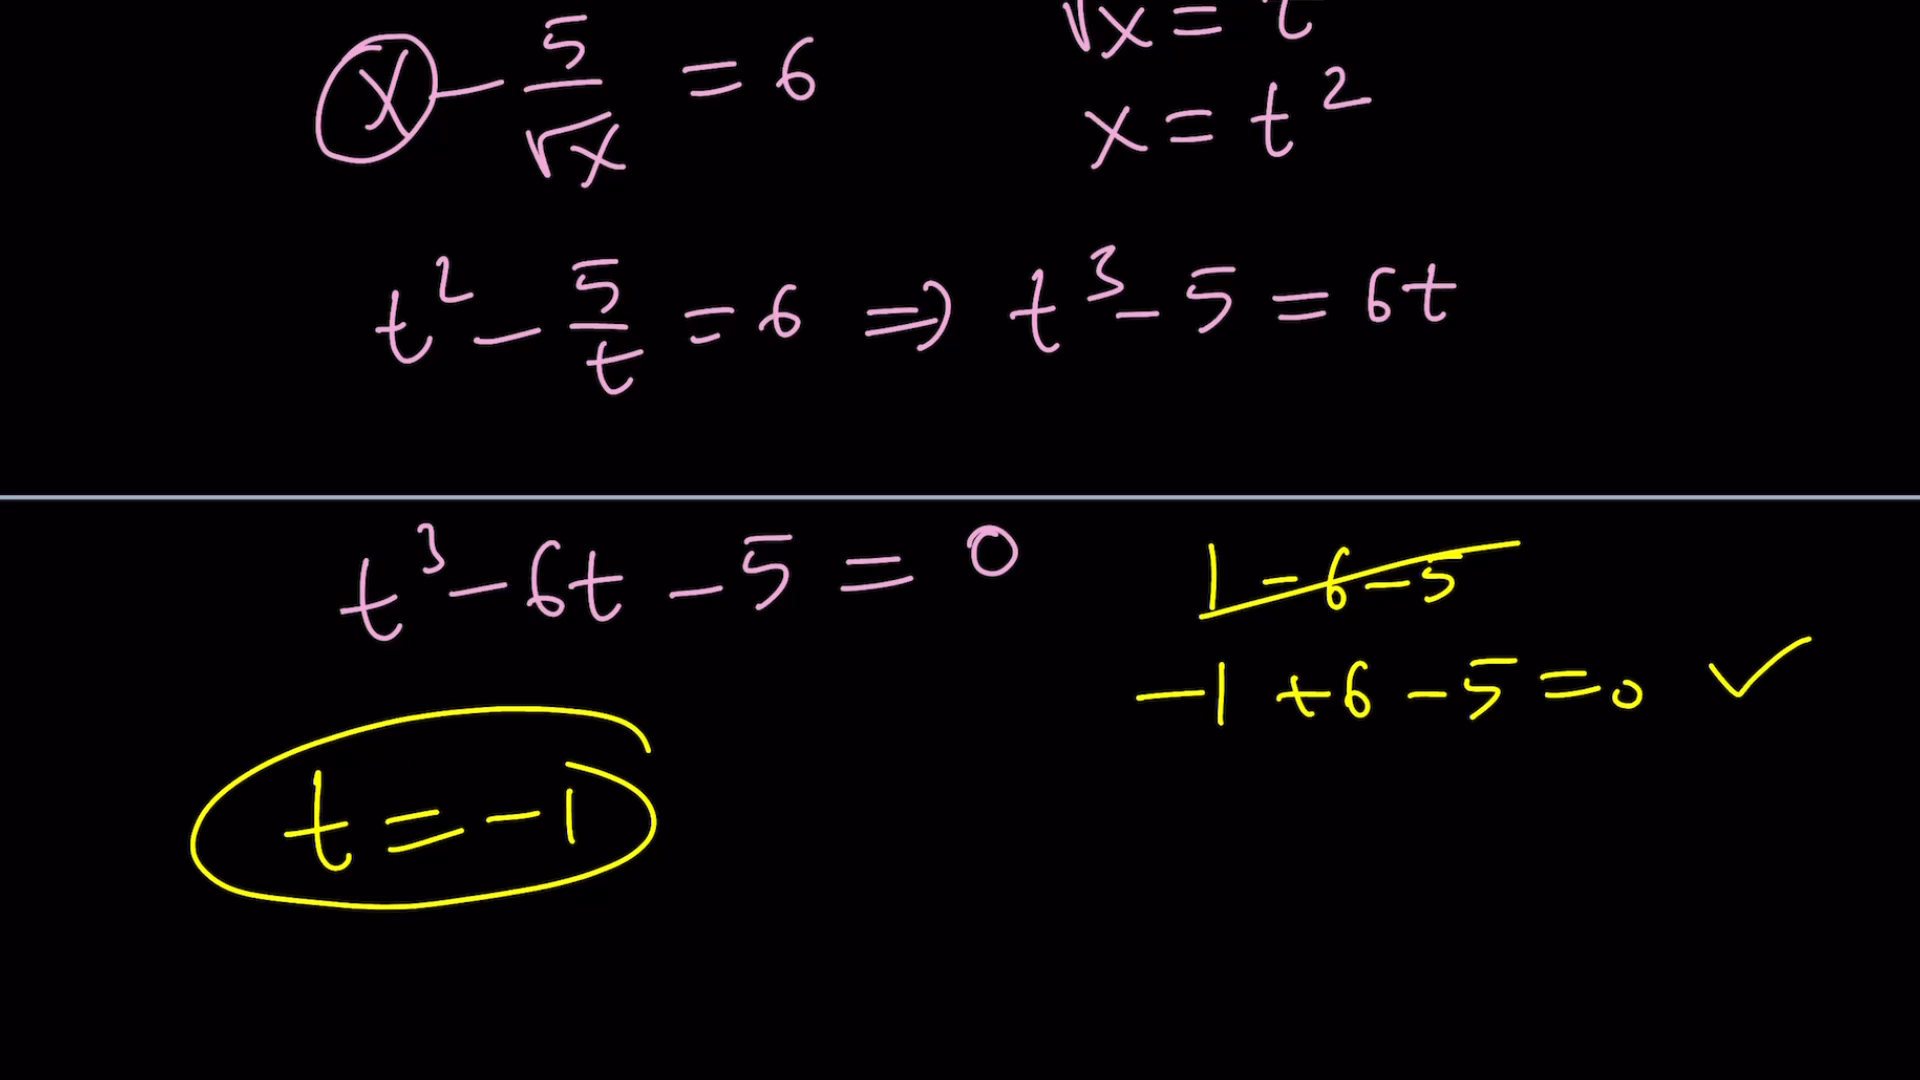 x - 5/√x = 6
√x = t
x = t²
t² - 5/t = 6 ⇒ t³ - 5 = 6t
t³ - 6t - 5 = 0
1 - 6 - 5
-1 + 6 - 5 = 0 ✓
t = -1